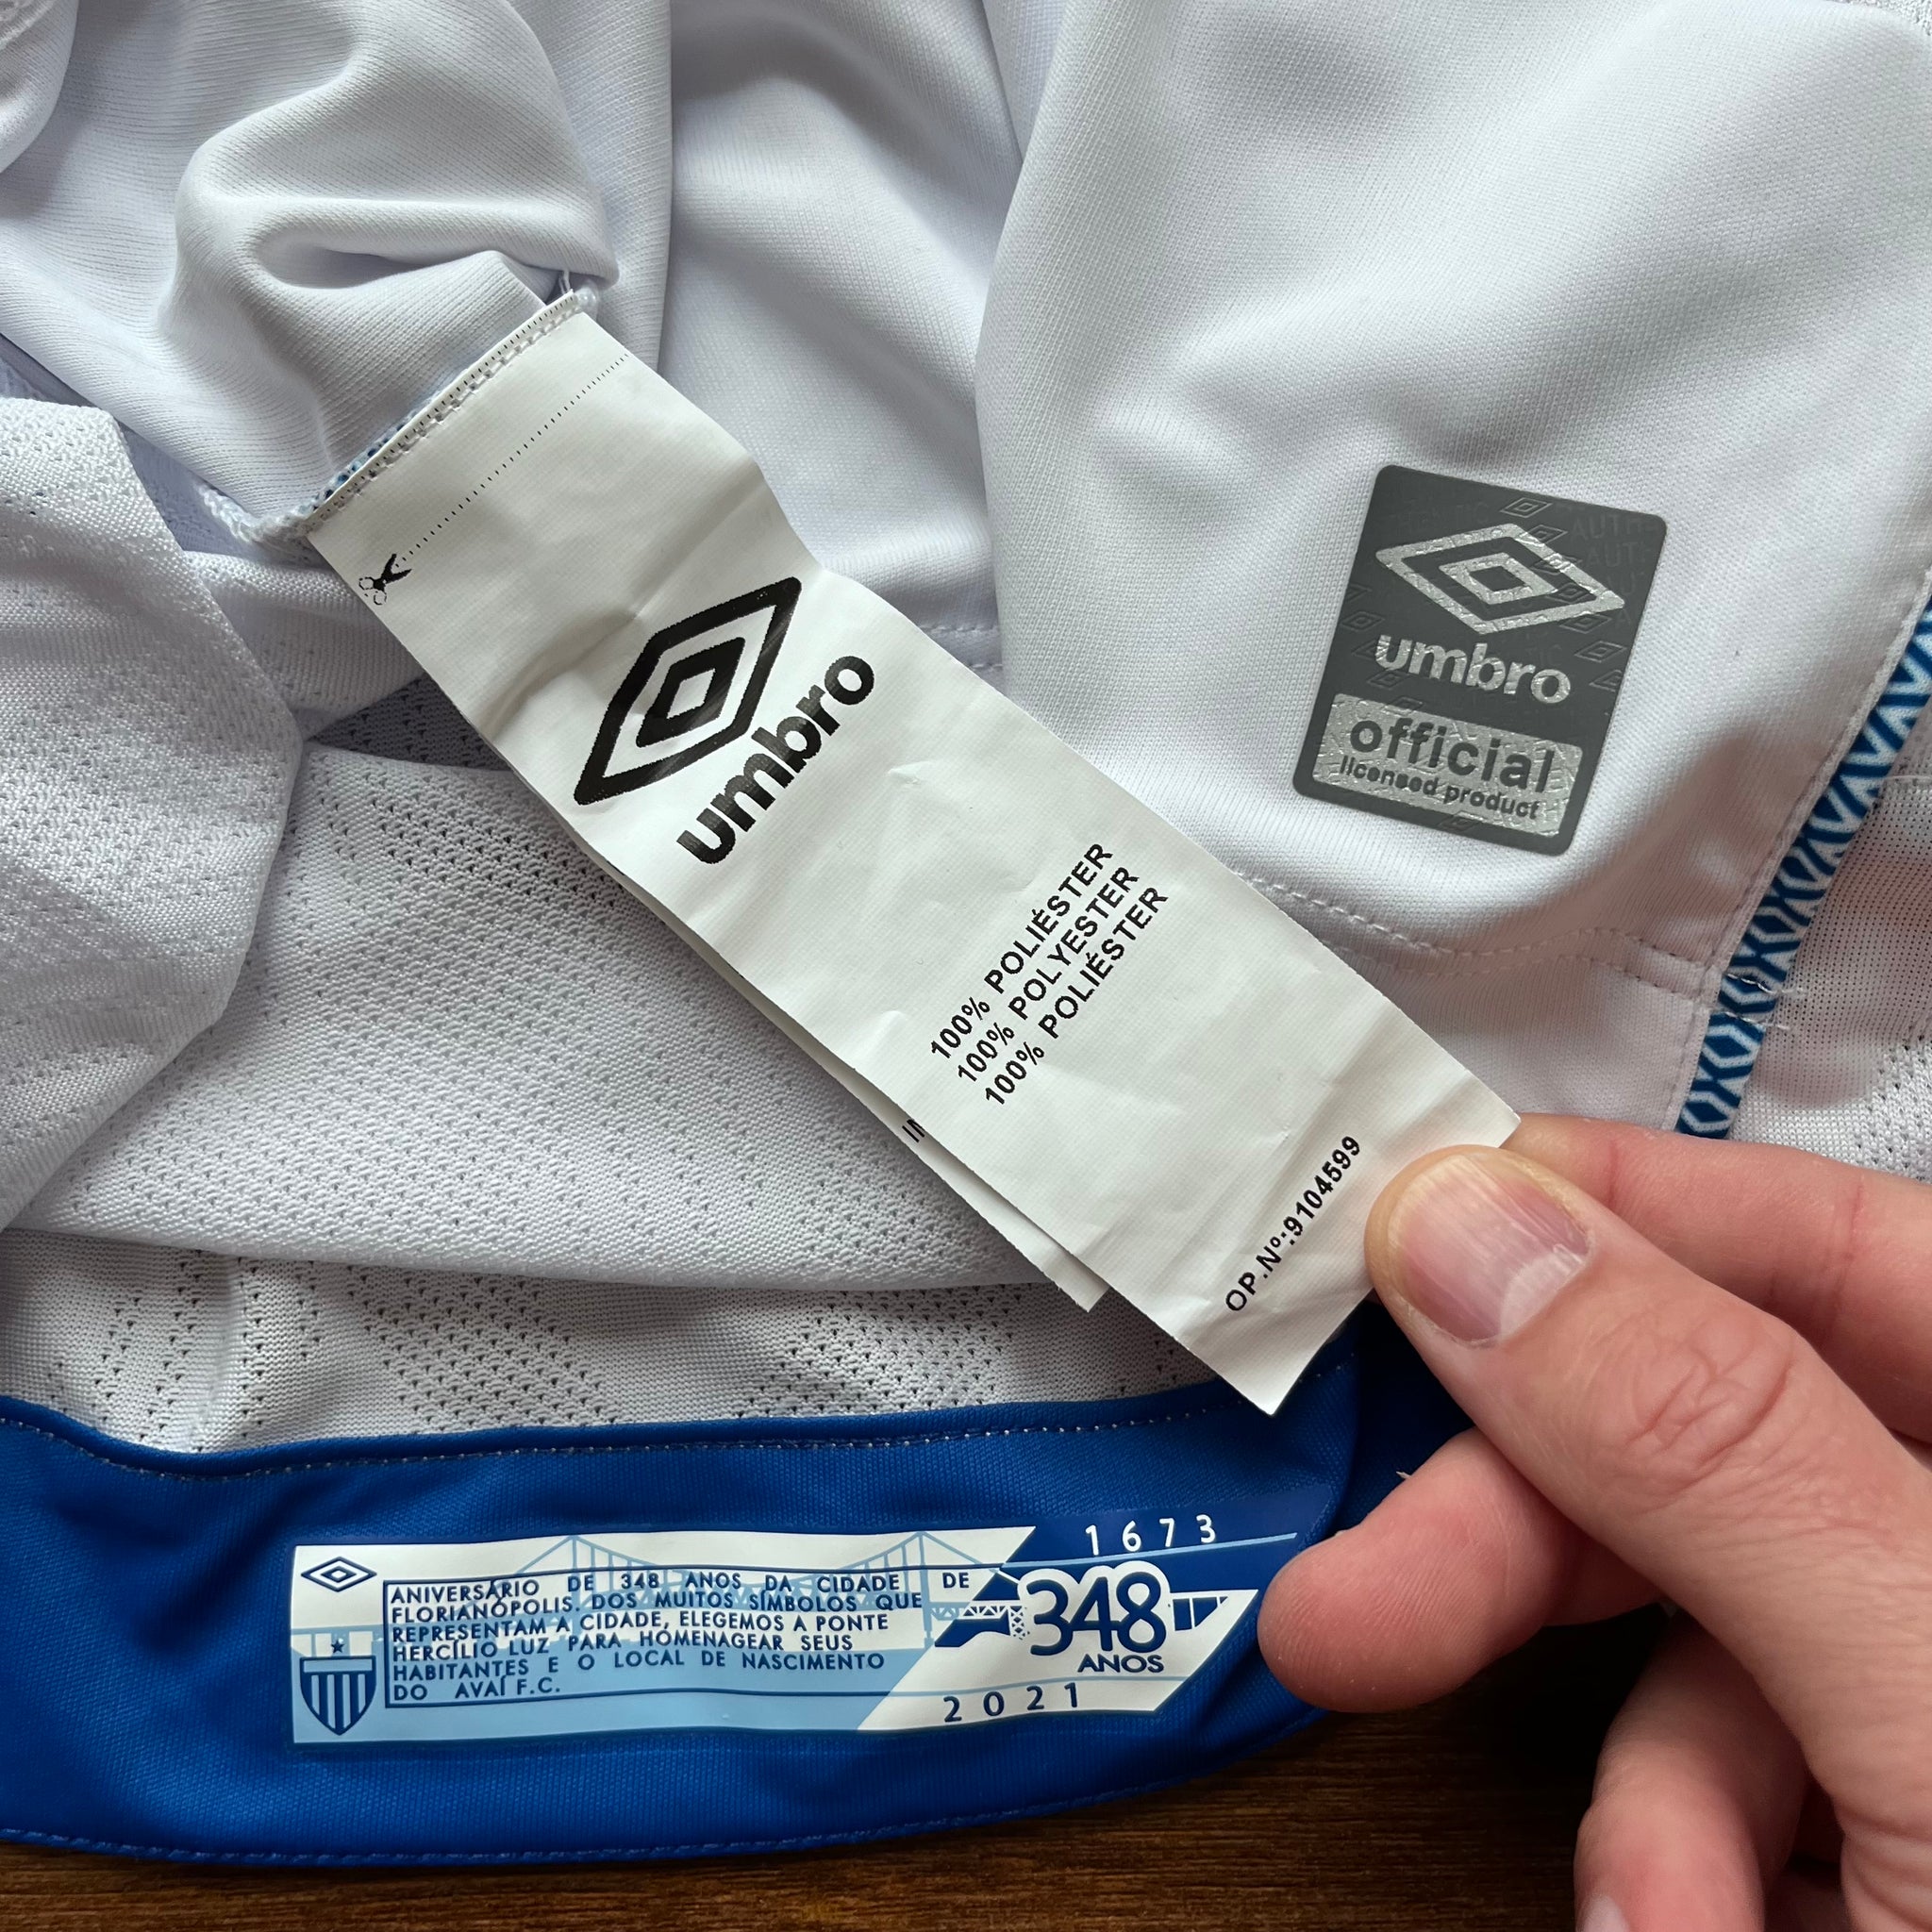 umbro
100% POLIÉSTER
100% POLYESTER
100% POLIÉSTER
OP.Nº:9104599
umbro
official
licensed product
ANIVERSÁRIO DE 348 ANOS DA CIDADE DE
FLORIANÓPOLIS. DOS MUITOS SÍMBOLOS QUE
REPRESENTAM A CIDADE, ELEGEMOS A PONTE
HERCÍLIO LUZ PARA HOMENAGEAR SEUS
HABITANTES E O LOCAL DE NASCIMENTO
DO AVAÍ F.C.
1673
348
ANOS
2021